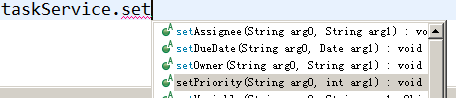 taskService.set
setAssignee(String arg0, String arg1) : void
setDueDate(String arg0, Date arg1) : void
setOwner(String arg0, String arg1) : void
setPriority(String arg0, int arg1) : void